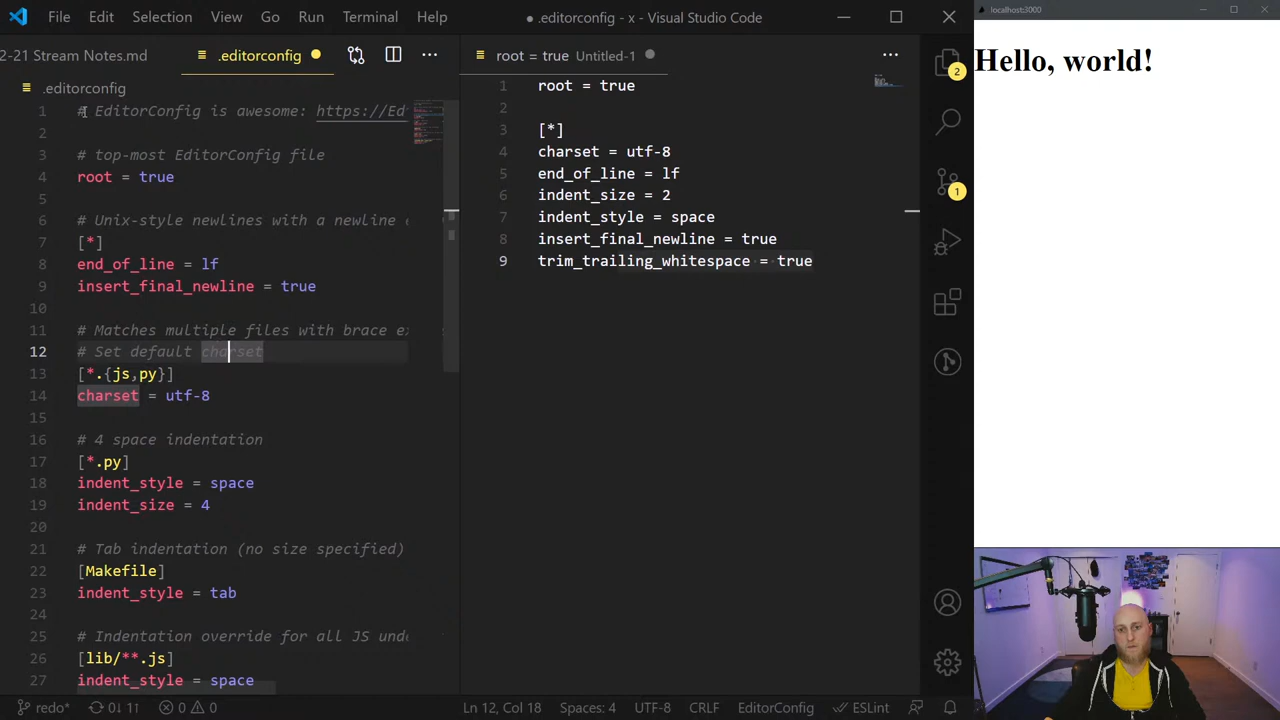 File Edit Selection View Go Run Terminal Help
● .editorconfig - x - Visual Studio Code
localhost:3000
2-21 Stream Notes.md
.editorconfig
root = true Untitled-1
.editorconfig
1 # EditorConfig is awesome: https://Ed
2
3 # top-most EditorConfig file
4 root = true
5
6 # Unix-style newlines with a newline
7 [*]
8 end_of_line = lf
9 insert_final_newline = true
10
11 # Matches multiple files with brace
12 # Set default charset
13 [*.{js,py}]
14 charset = utf-8
15
16 # 4 space indentation
17 [*.py]
18 indent_style = space
19 indent_size = 4
20
21 # Tab indentation (no size specified)
22 [Makefile]
23 indent_style = tab
24
25 # Indentation override for all JS und
26 [lib/**.js]
27 indent_style = space
1 root = true
2
3 [*]
4 charset = utf-8
5 end_of_line = lf
6 indent_size = 2
7 indent_style = space
8 insert_final_newline = true
9 trim_trailing_whitespace = true
2
1
Hello, world!
redo* 0↓ 1↑ 0 0 Ln 12, Col 18 Spaces: 4 UTF-8 CRLF EditorConfig ESLint